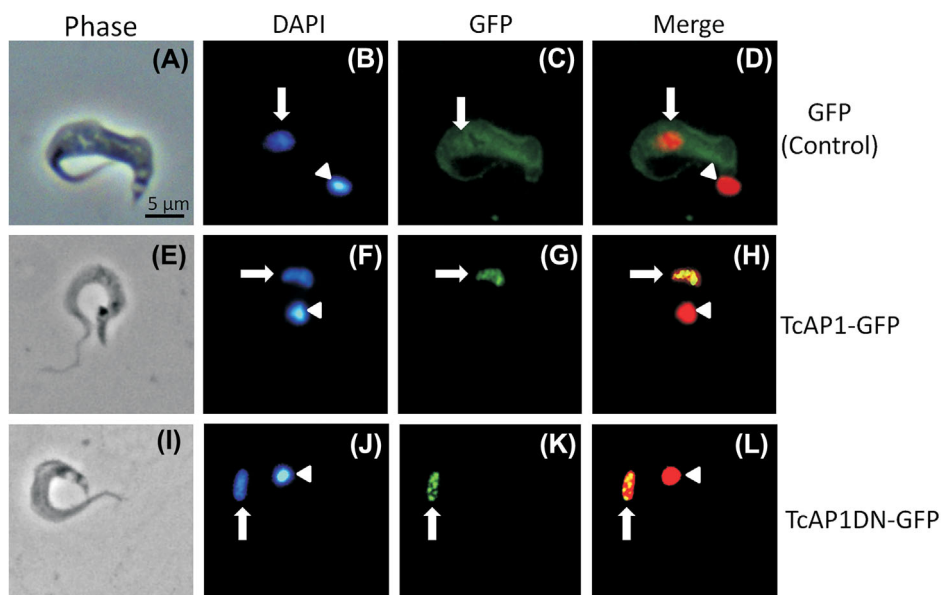 Phase DAPI GFP Merge
(A) (B) (C) (D)
GFP
(Control)
5 µm
(E) (F) (G) (H)
TcAP1-GFP
(I) (J) (K) (L)
TcAP1DN-GFP